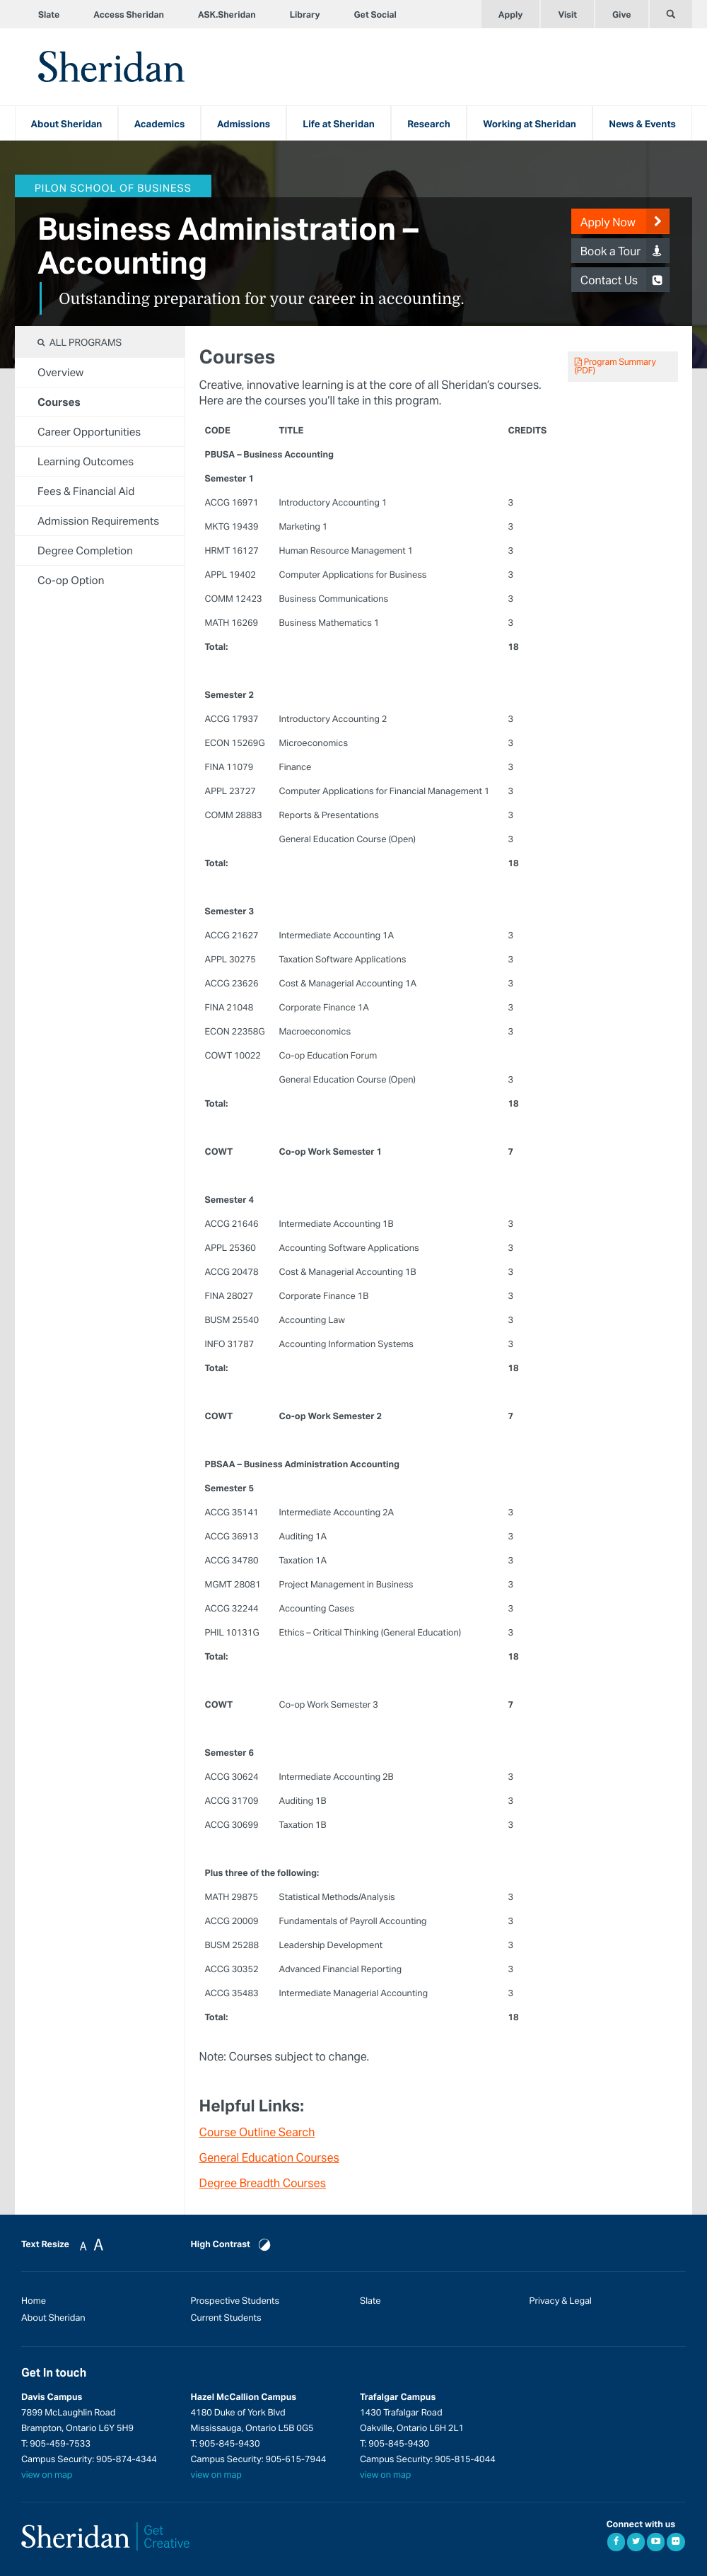 Slate Access Sheridan ASK.Sheridan Library Get Social Apply Visit Give
Sheridan
About Sheridan Academics Admissions Life at Sheridan Research Working at Sheridan News & Events
PILON SCHOOL OF BUSINESS
Business Administration –
Accounting
Outstanding preparation for your career in accounting.
Apply Now
Book a Tour
Contact Us
ALL PROGRAMS
Overview
Courses
Career Opportunities
Learning Outcomes
Fees & Financial Aid
Admission Requirements
Degree Completion
Co-op Option
Courses
Creative, innovative learning is at the core of all Sheridan's courses.
Here are the courses you'll take in this program.
Program Summary
(PDF)
CODE TITLE CREDITS
PBUSA – Business Accounting
Semester 1
ACCG 16971 Introductory Accounting 1 3
MKTG 19439 Marketing 1 3
HRMT 16127 Human Resource Management 1 3
APPL 19402 Computer Applications for Business 3
COMM 12423 Business Communications 3
MATH 16269 Business Mathematics 1 3
Total: 18
Semester 2
ACCG 17937 Introductory Accounting 2 3
ECON 15269G Microeconomics 3
FINA 11079 Finance 3
APPL 23727 Computer Applications for Financial Management 1 3
COMM 28883 Reports & Presentations 3
General Education Course (Open) 3
Total: 18
Semester 3
ACCG 21627 Intermediate Accounting 1A 3
APPL 30275 Taxation Software Applications 3
ACCG 23626 Cost & Managerial Accounting 1A 3
FINA 21048 Corporate Finance 1A 3
ECON 22358G Macroeconomics 3
COWT 10022 Co-op Education Forum
General Education Course (Open) 3
Total: 18
COWT Co-op Work Semester 1 7
Semester 4
ACCG 21646 Intermediate Accounting 1B 3
APPL 25360 Accounting Software Applications 3
ACCG 20478 Cost & Managerial Accounting 1B 3
FINA 28027 Corporate Finance 1B 3
BUSM 25540 Accounting Law 3
INFO 31787 Accounting Information Systems 3
Total: 18
COWT Co-op Work Semester 2 7
PBSAA – Business Administration Accounting
Semester 5
ACCG 35141 Intermediate Accounting 2A 3
ACCG 36913 Auditing 1A 3
ACCG 34780 Taxation 1A 3
MGMT 28081 Project Management in Business 3
ACCG 32244 Accounting Cases 3
PHIL 10131G Ethics – Critical Thinking (General Education) 3
Total: 18
COWT Co-op Work Semester 3 7
Semester 6
ACCG 30624 Intermediate Accounting 2B 3
ACCG 31709 Auditing 1B 3
ACCG 30699 Taxation 1B 3
Plus three of the following:
MATH 29875 Statistical Methods/Analysis 3
ACCG 20009 Fundamentals of Payroll Accounting 3
BUSM 25288 Leadership Development 3
ACCG 30352 Advanced Financial Reporting 3
ACCG 35483 Intermediate Managerial Accounting 3
Total: 18
Note: Courses subject to change.
Helpful Links:
Course Outline Search
General Education Courses
Degree Breadth Courses
Text Resize A A High Contrast
Home Prospective Students Slate Privacy & Legal
About Sheridan Current Students
Get In touch
Davis Campus
7899 McLaughlin Road
Brampton, Ontario L6Y 5H9
T: 905-459-7533
Campus Security: 905-874-4344
view on map
Hazel McCallion Campus
4180 Duke of York Blvd
Mississauga, Ontario L5B 0G5
T: 905-845-9430
Campus Security: 905-615-7944
view on map
Trafalgar Campus
1430 Trafalgar Road
Oakville, Ontario L6H 2L1
T: 905-845-9430
Campus Security: 905-815-4044
view on map
Sheridan
Get
Creative
Connect with us